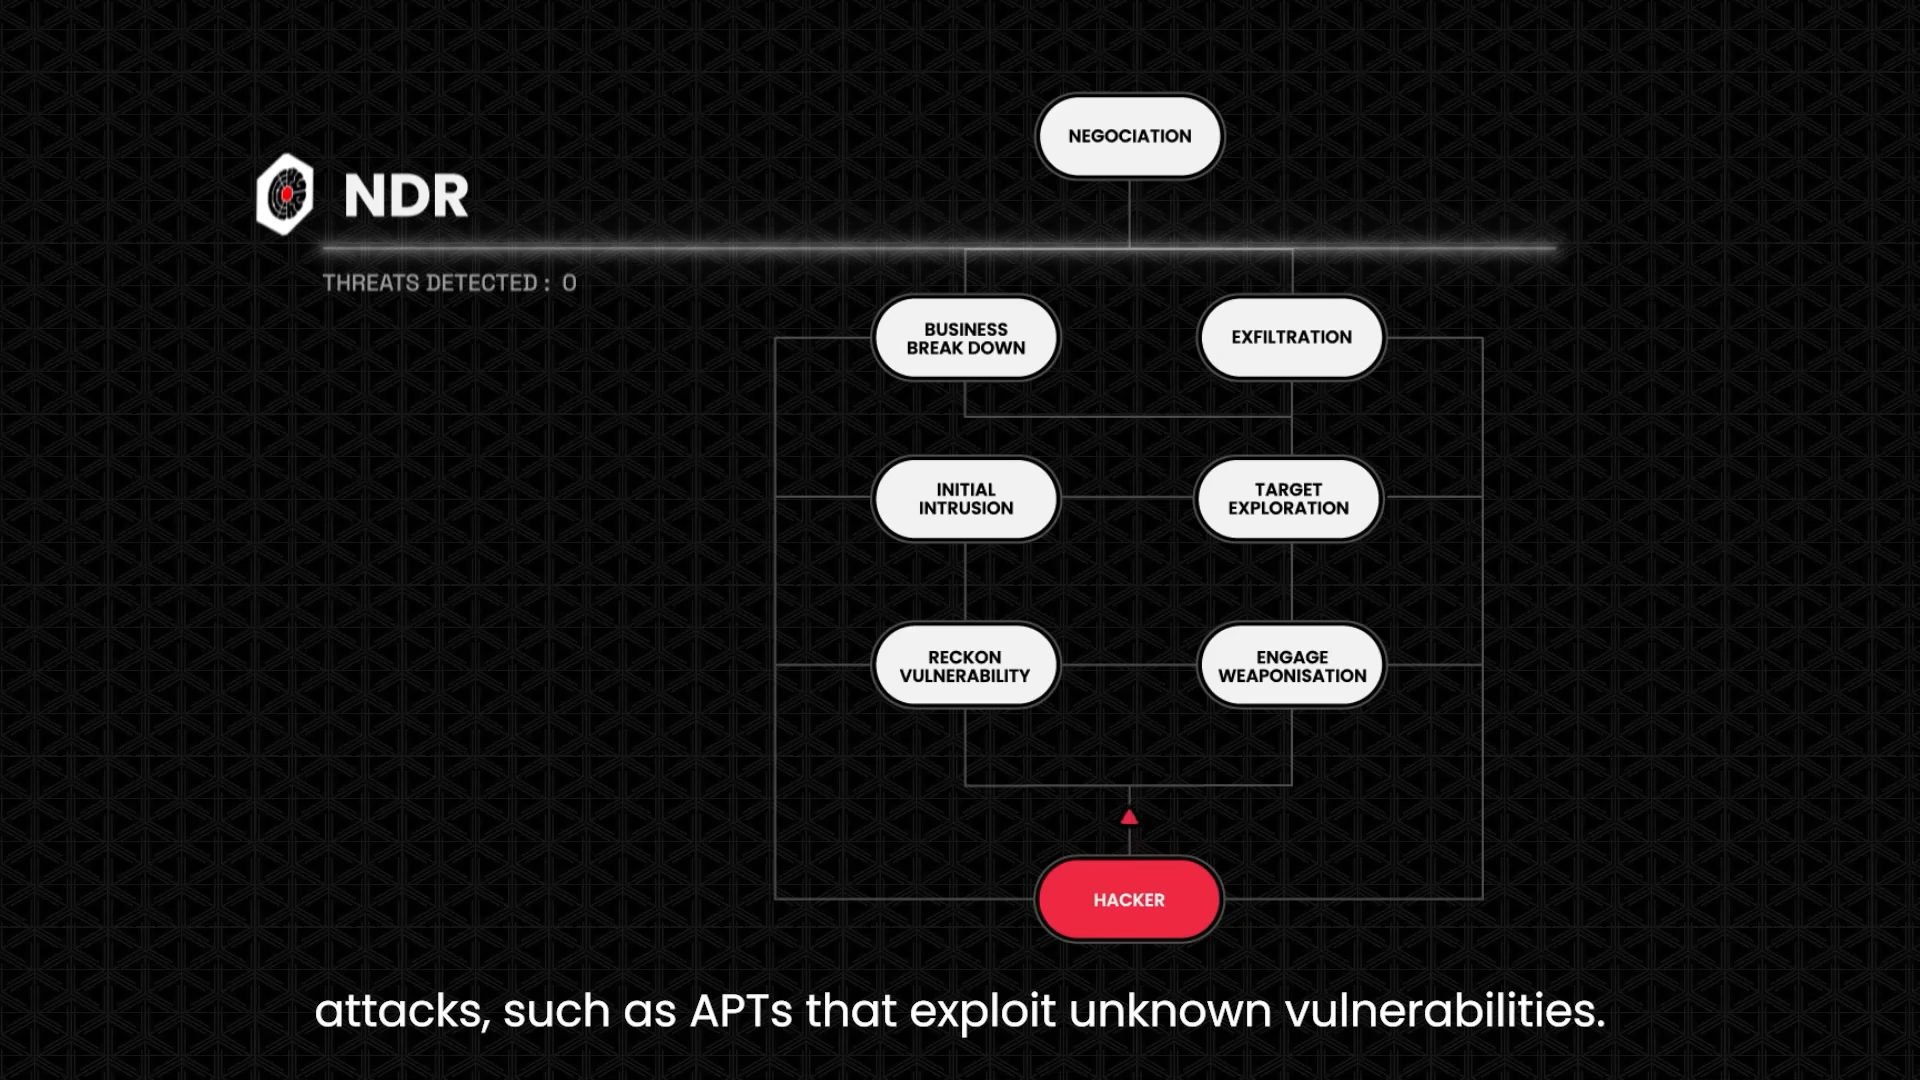 NEGOCIATION
NDR
THREATS DETECTED : 0
BUSINESS
BREAK DOWN
EXFILTRATION
INITIAL
INTRUSION
TARGET
EXPLORATION
RECKON
VULNERABILITY
ENGAGE
WEAPONISATION
HACKER
attacks, such as APTs that exploit unknown vulnerabilities.